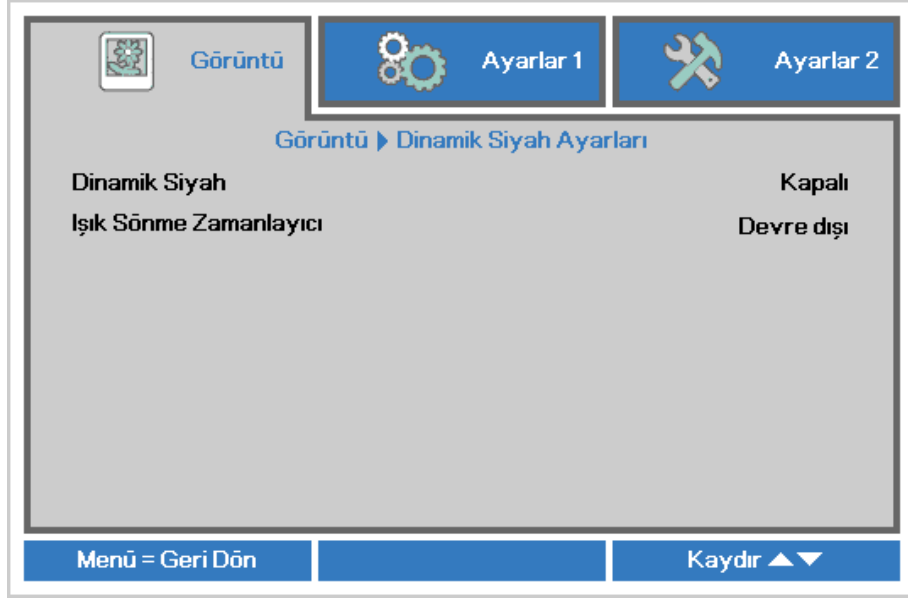 Görüntü Ayarlar 1 Ayarlar 2
Görüntü ▶ Dinamik Siyah Ayarları
Dinamik Siyah Kapalı
Işık Sönme Zamanlayıcı Devre dışı
Menü = Geri Dön Kaydır ▲▼